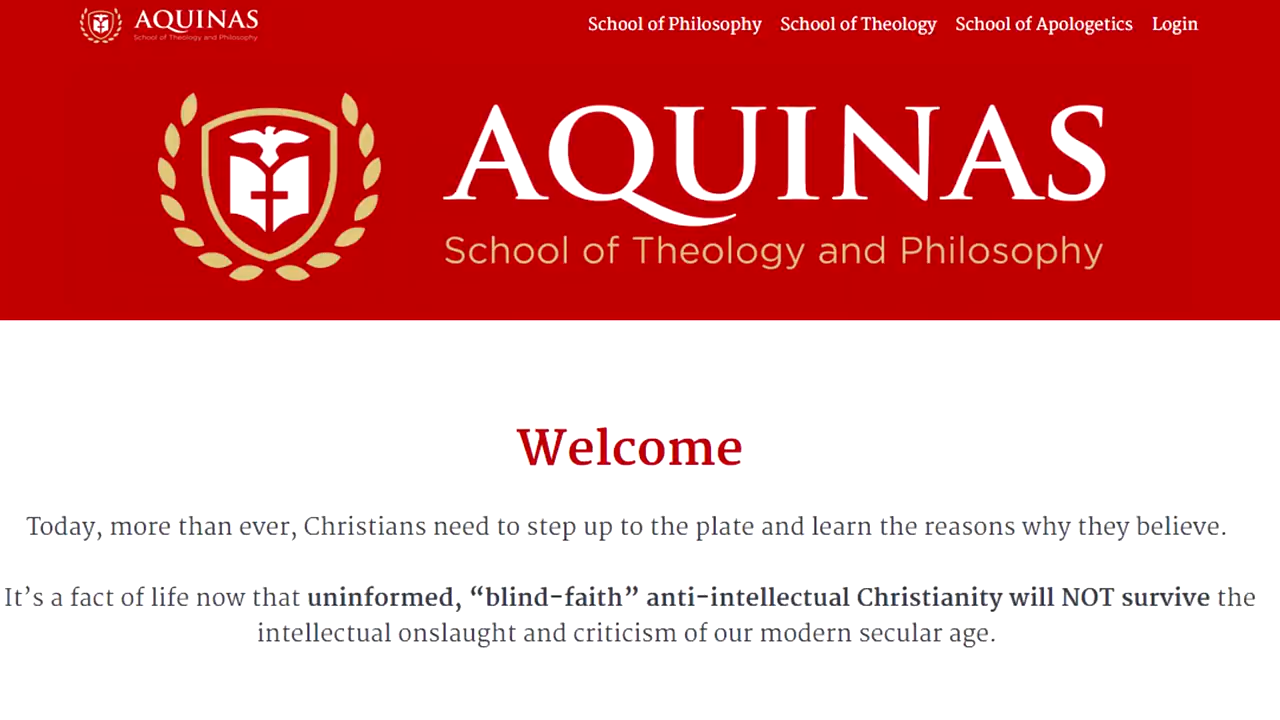 AQUINAS
School of Theology and Philosophy
School of Philosophy School of Theology School of Apologetics Login
AQUINAS
School of Theology and Philosophy
Welcome
Today, more than ever, Christians need to step up to the plate and learn the reasons why they believe.
It’s a fact of life now that uninformed, “blind-faith” anti-intellectual Christianity will NOT survive the
intellectual onslaught and criticism of our modern secular age.